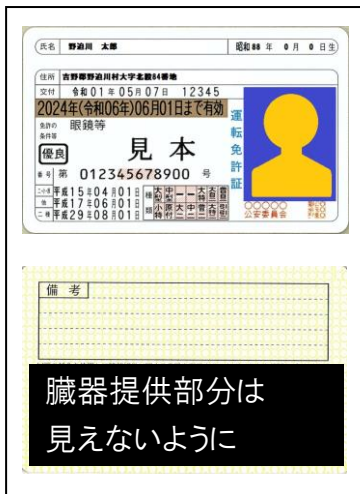 氏名 野迫川 太郎 昭和88年 0月 0日生
住所 吉野郡野迫川村大字北股84番地
交付 令和01年05月07日 12345
2024年(令和06年)06月01日まで有効
免許の条件等 眼鏡等
優良
見本
番号 第 012345678900 号
二小原 平成15年04月01日
他 平成17年06月01日
二種 平成29年08月01日
種類
運転免許証
公安委員会
備考
臓器提供部分は
見えないように